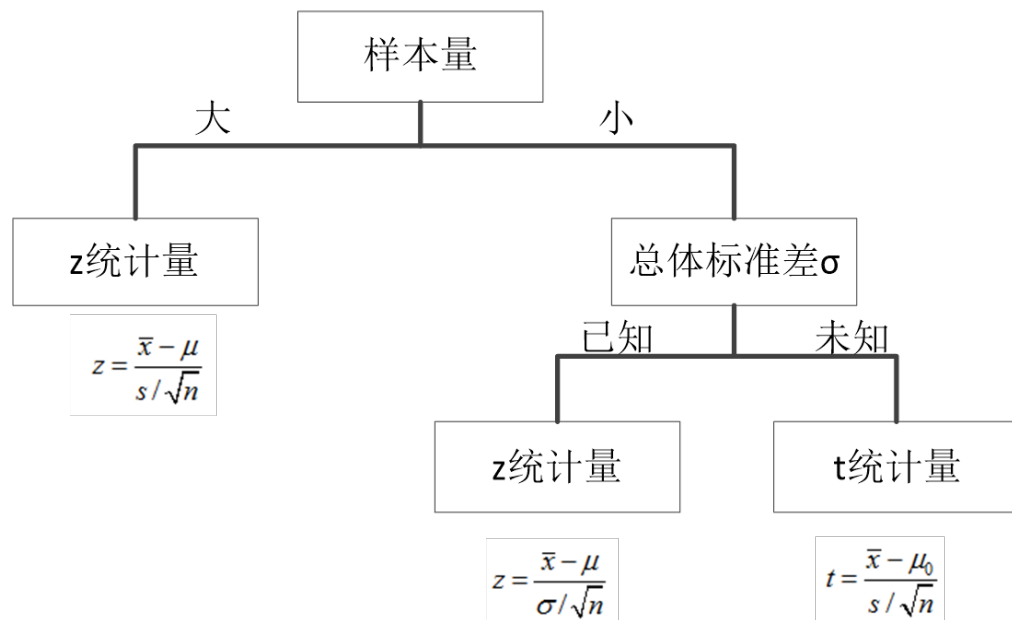 样本量
大
小
z统计量
总体标准差σ
z = (x̄ − μ) / (s/√n)
已知
未知
z统计量
t统计量
z = (x̄ − μ) / (σ/√n)
t = (x̄ − μ₀) / (s/√n)